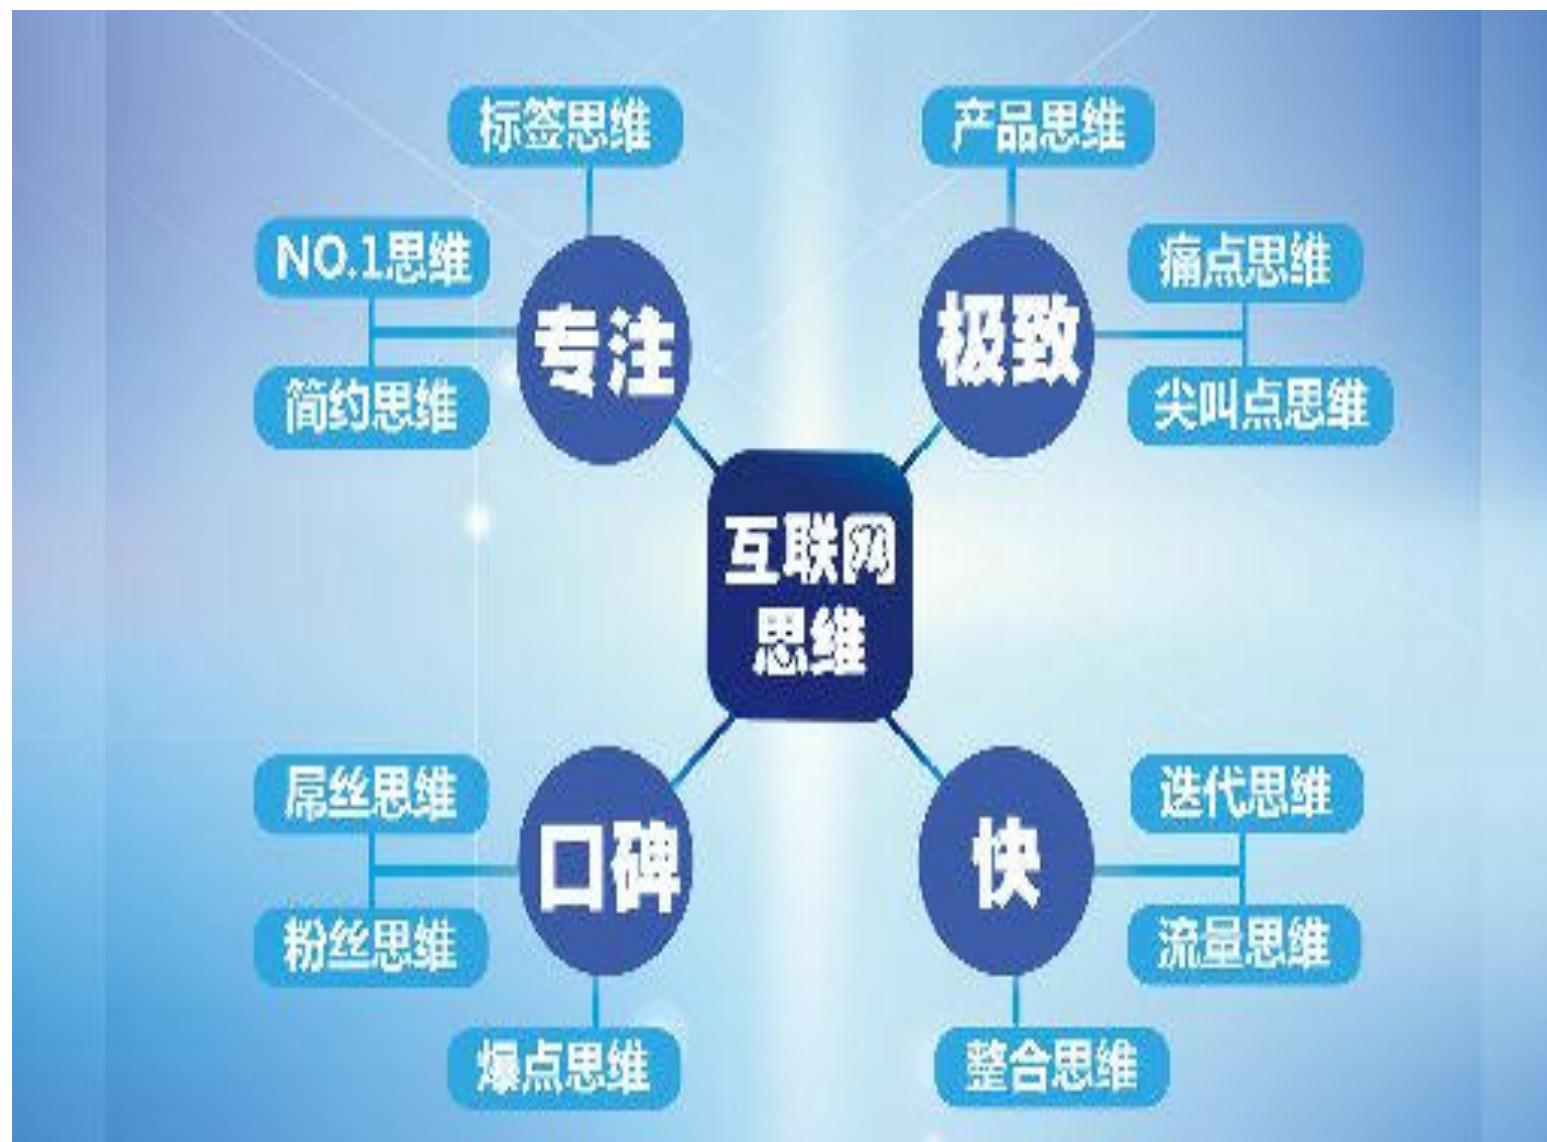 标签思维
产品思维
NO.1思维
痛点思维
专注
极致
简约思维
尖叫点思维
互联网
思维
屌丝思维
迭代思维
口碑
快
粉丝思维
流量思维
爆点思维
整合思维